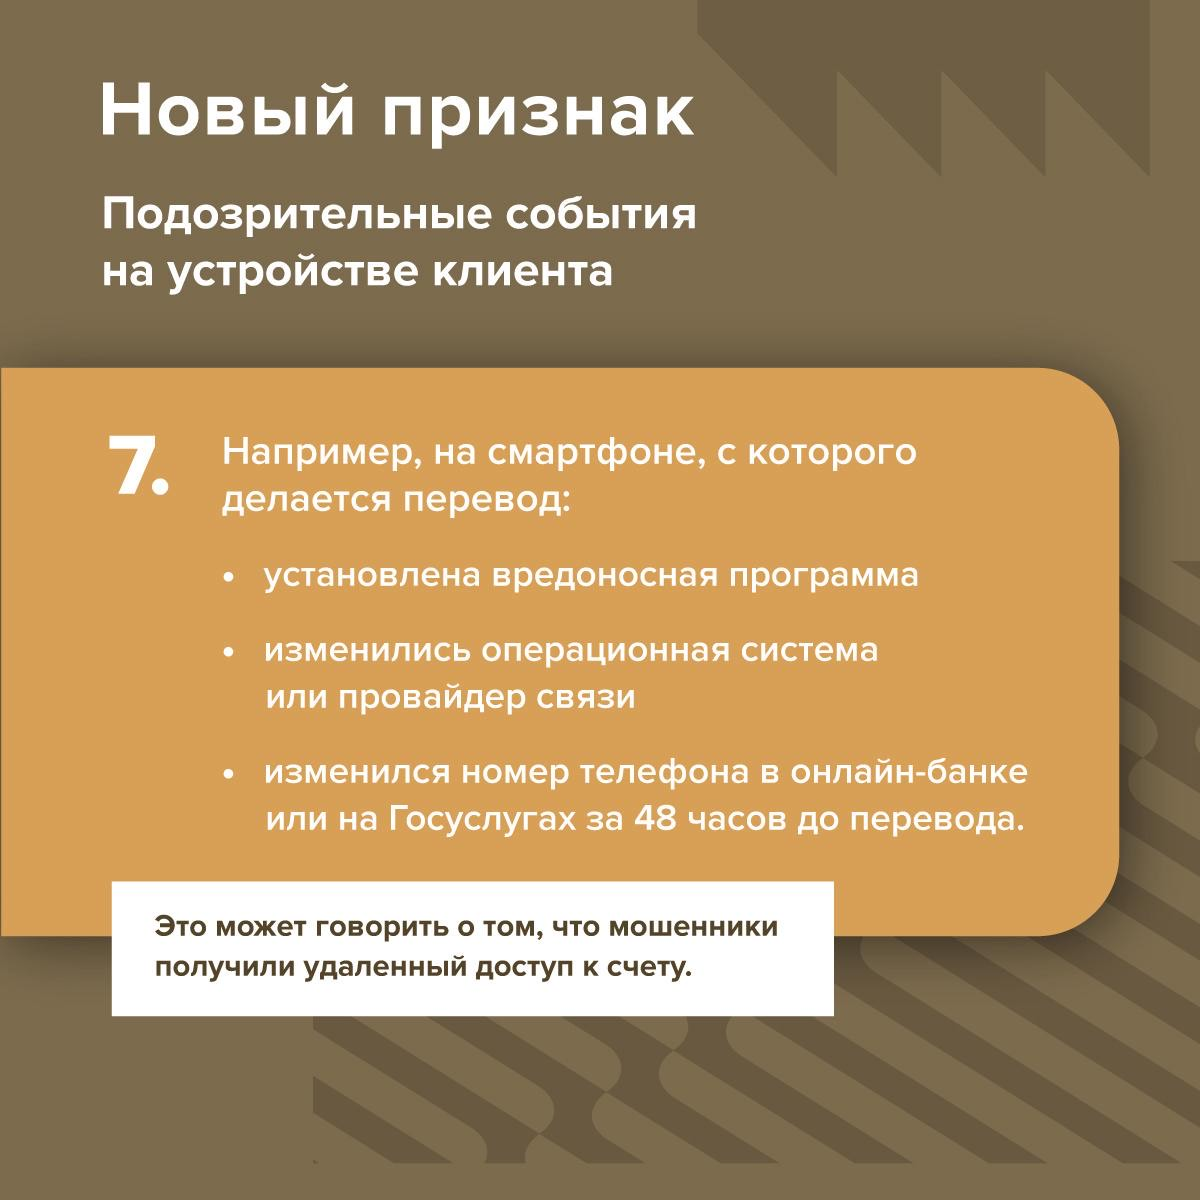 Новый признак
Подозрительные события
на устройстве клиента
7.
Например, на смартфоне, с которого
делается перевод:
• установлена вредоносная программа
• изменились операционная система
или провайдер связи
• изменился номер телефона в онлайн-банке
или на Госуслугах за 48 часов до перевода.
Это может говорить о том, что мошенники
получили удаленный доступ к счету.